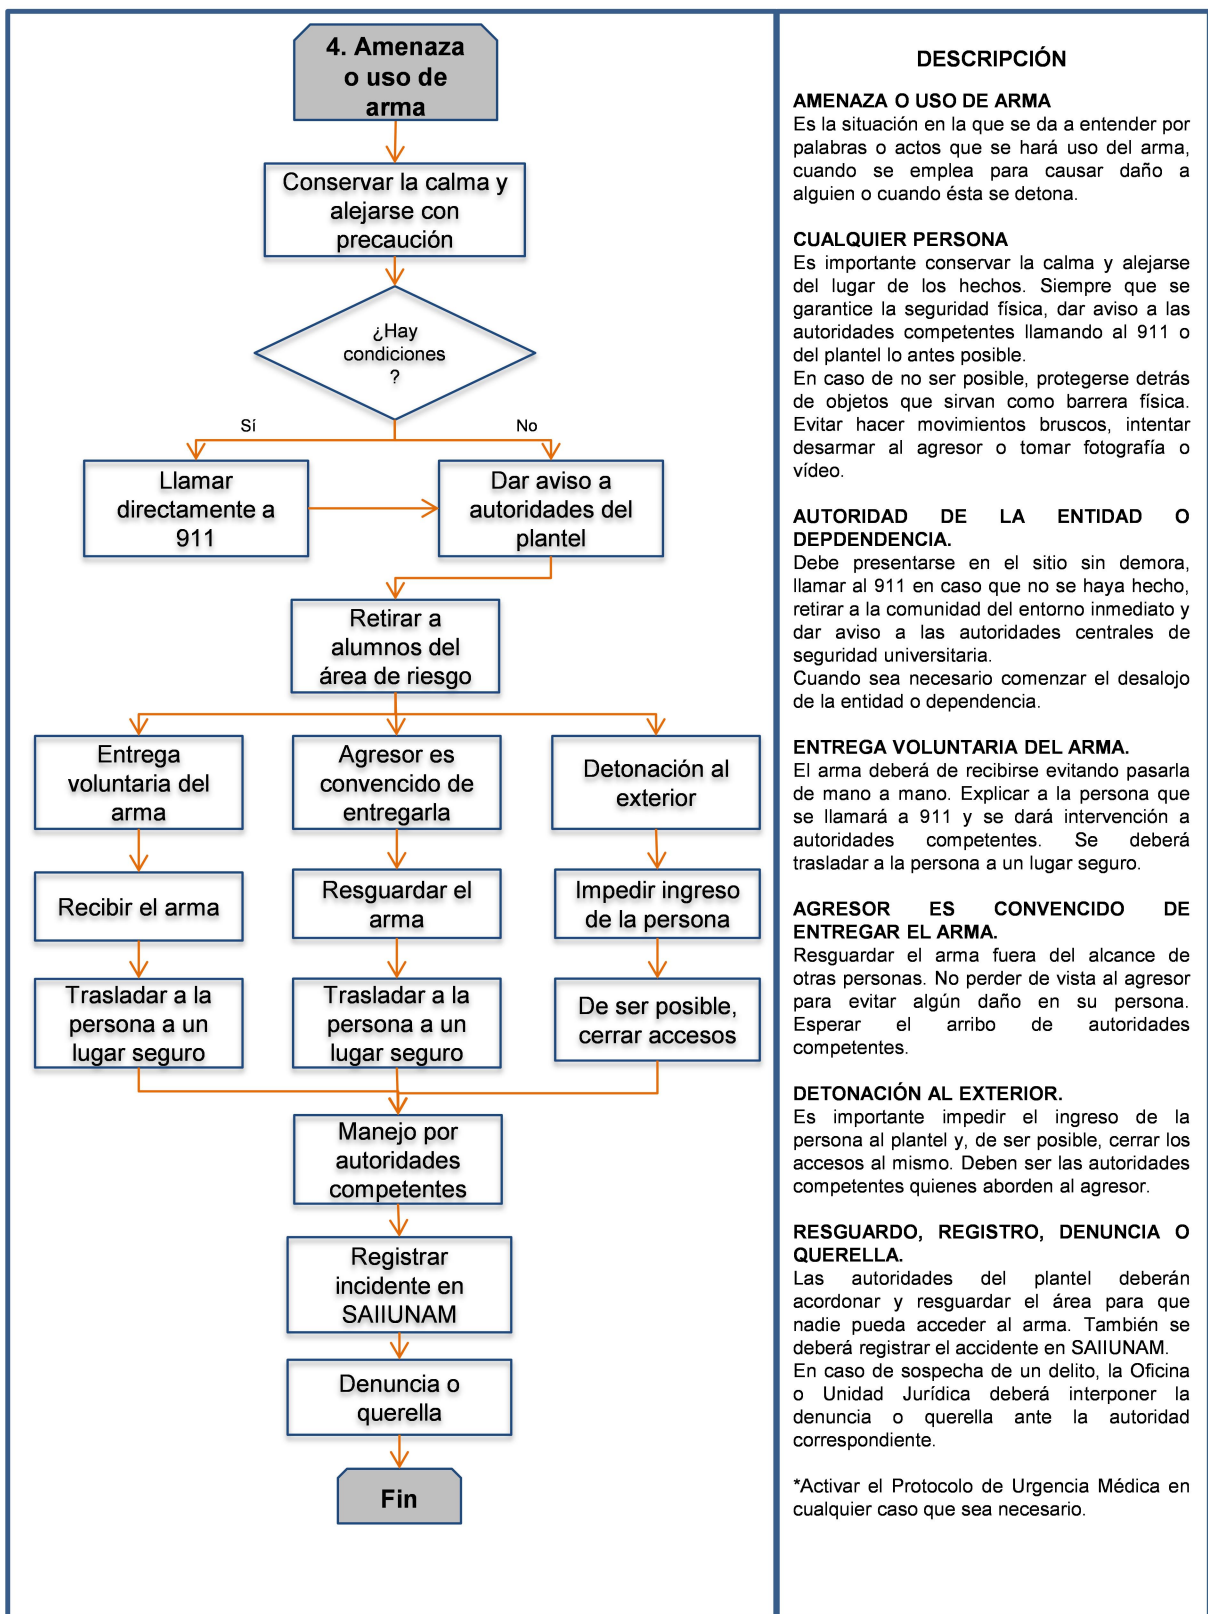 4. Amenaza
o uso de
arma
Conservar la calma y
alejarse con
precaución
¿Hay
condiciones
?
Sí
No
Llamar
directamente a
911
Dar aviso a
autoridades del
plantel
Retirar a
alumnos del
área de riesgo
Entrega
voluntaria del
arma
Agresor es
convencido de
entregarla
Detonación al
exterior
Recibir el arma
Resguardar el
arma
Impedir ingreso
de la persona
Trasladar a la
persona a un
lugar seguro
Trasladar a la
persona a un
lugar seguro
De ser posible,
cerrar accesos
Manejo por
autoridades
competentes
Registrar
incidente en
SAIIUNAM
Denuncia o
querella
Fin
DESCRIPCIÓN
AMENAZA O USO DE ARMA
Es la situación en la que se da a entender por
palabras o actos que se hará uso del arma,
cuando se emplea para causar daño a
alguien o cuando ésta se detona.
CUALQUIER PERSONA
Es importante conservar la calma y alejarse
del lugar de los hechos. Siempre que se
garantice la seguridad física, dar aviso a las
autoridades competentes llamando al 911 o
del plantel lo antes posible.
En caso de no ser posible, protegerse detrás
de objetos que sirvan como barrera física.
Evitar hacer movimientos bruscos, intentar
desarmar al agresor o tomar fotografía o
vídeo.
AUTORIDAD DE LA ENTIDAD O
DEPDENDENCIA.
Debe presentarse en el sitio sin demora,
llamar al 911 en caso que no se haya hecho,
retirar a la comunidad del entorno inmediato y
dar aviso a las autoridades centrales de
seguridad universitaria.
Cuando sea necesario comenzar el desalojo
de la entidad o dependencia.
ENTREGA VOLUNTARIA DEL ARMA.
El arma deberá de recibirse evitando pasarla
de mano a mano. Explicar a la persona que
se llamará a 911 y se dará intervención a
autoridades competentes. Se deberá
trasladar a la persona a un lugar seguro.
AGRESOR ES CONVENCIDO DE
ENTREGAR EL ARMA.
Resguardar el arma fuera del alcance de
otras personas. No perder de vista al agresor
para evitar algún daño en su persona.
Esperar el arribo de autoridades
competentes.
DETONACIÓN AL EXTERIOR.
Es importante impedir el ingreso de la
persona al plantel y, de ser posible, cerrar los
accesos al mismo. Deben ser las autoridades
competentes quienes aborden al agresor.
RESGUARDO, REGISTRO, DENUNCIA O
QUERELLA.
Las autoridades del plantel deberán
acordonar y resguardar el área para que
nadie pueda acceder al arma. También se
deberá registrar el accidente en SAIIUNAM.
En caso de sospecha de un delito, la Oficina
o Unidad Jurídica deberá interponer la
denuncia o querella ante la autoridad
correspondiente.
*Activar el Protocolo de Urgencia Médica en
cualquier caso que sea necesario.